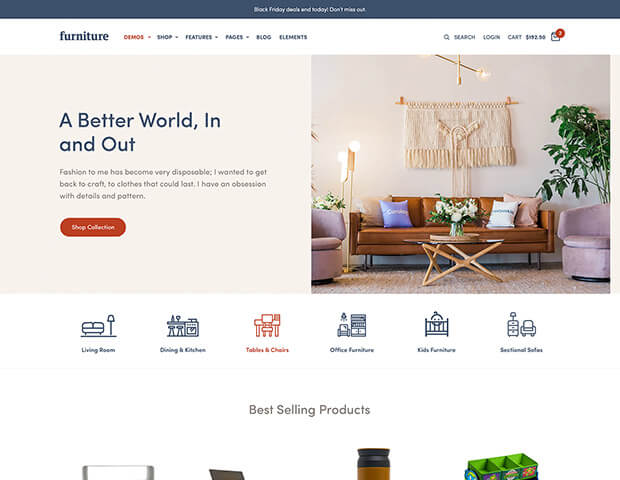 Black Friday deals end today! Don't miss out.
furniture
DEMOS SHOP FEATURES PAGES BLOG ELEMENTS
SEARCH LOGIN CART $192.50
A Better World, In
and Out
Fashion to me has become very disposable; I wanted to get
back to craft, to clothes that could last. I have an obsession
with details and pattern.
Shop Collection
Living Room
Dining & Kitchen
Tables & Chairs
Office Furniture
Kids Furniture
Sectional Sofas
Best Selling Products